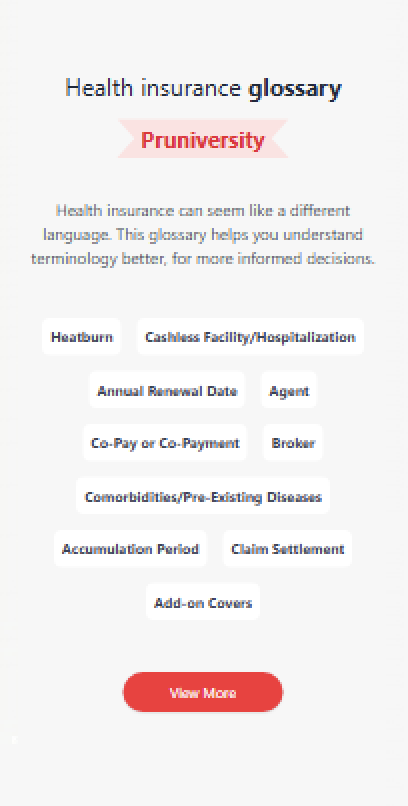 Health insurance glossary
Pruniversity
Health insurance can seem like a different
language. This glossary helps you understand
terminology better, for more informed decisions.
Heatburn
Cashless Facility/Hospitalization
Annual Renewal Date
Agent
Co-Pay or Co-Payment
Broker
Comorbidities/Pre-Existing Diseases
Accumulation Period
Claim Settlement
Add-on Covers
View More